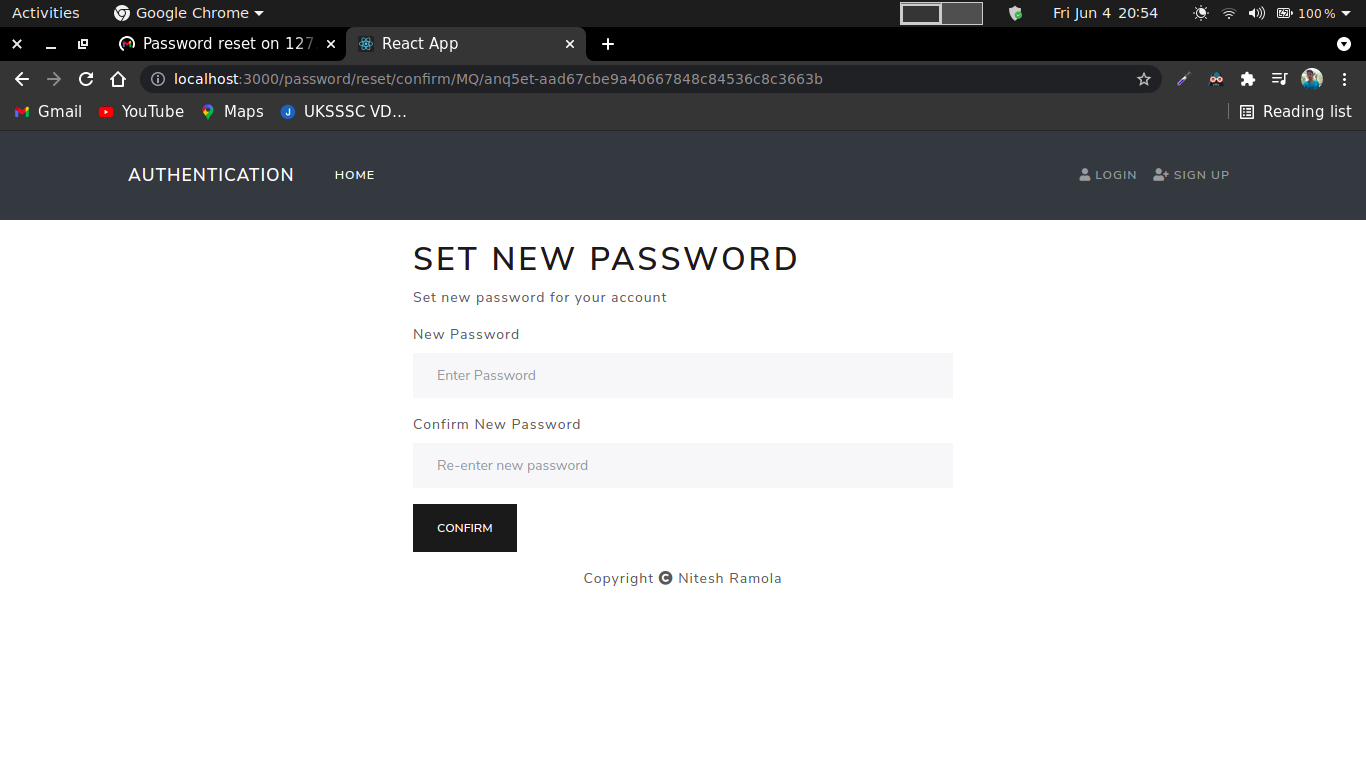 Activities Google Chrome Fri Jun 4 20:54 100 %
Password reset on 127 React App
localhost:3000/password/reset/confirm/MQ/anq5et-aad67cbe9a40667848c84536c8c3663b
Gmail YouTube Maps J UKSSSC VD... Reading list
AUTHENTICATION HOME LOGIN SIGN UP
SET NEW PASSWORD
Set new password for your account
New Password
Enter Password
Confirm New Password
Re-enter new password
CONFIRM
Copyright C Nitesh Ramola